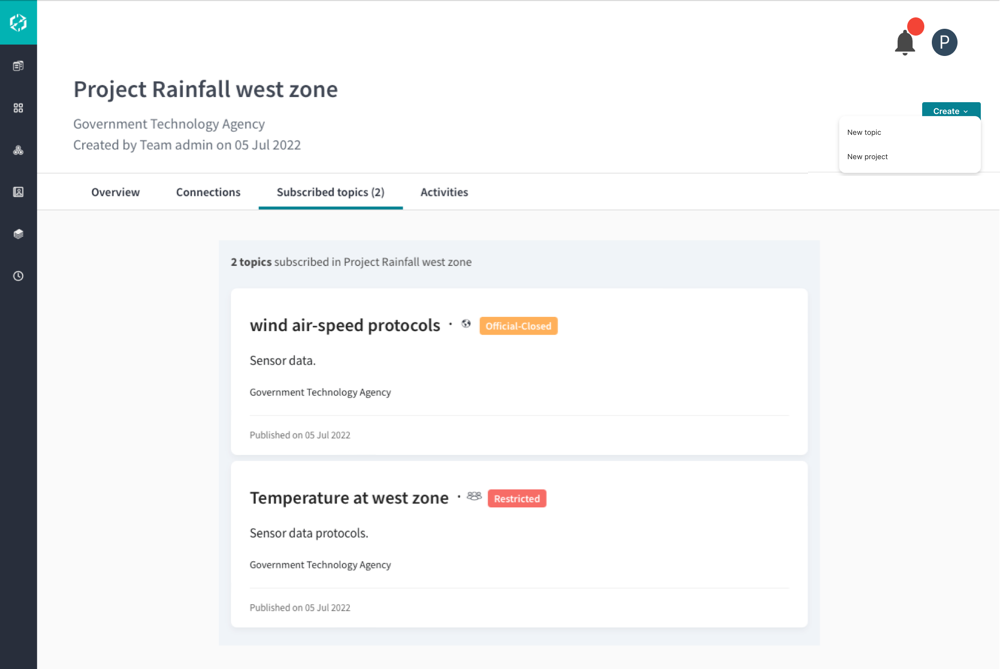 P
Project Rainfall west zone
Government Technology Agency
Created by Team admin on 05 Jul 2022
Create
New topic
New project
Overview
Connections
Subscribed topics (2)
Activities
2 topics subscribed in Project Rainfall west zone
wind air-speed protocols · Official-Closed
Sensor data.
Government Technology Agency
Published on 05 Jul 2022
Temperature at west zone · Restricted
Sensor data protocols.
Government Technology Agency
Published on 05 Jul 2022